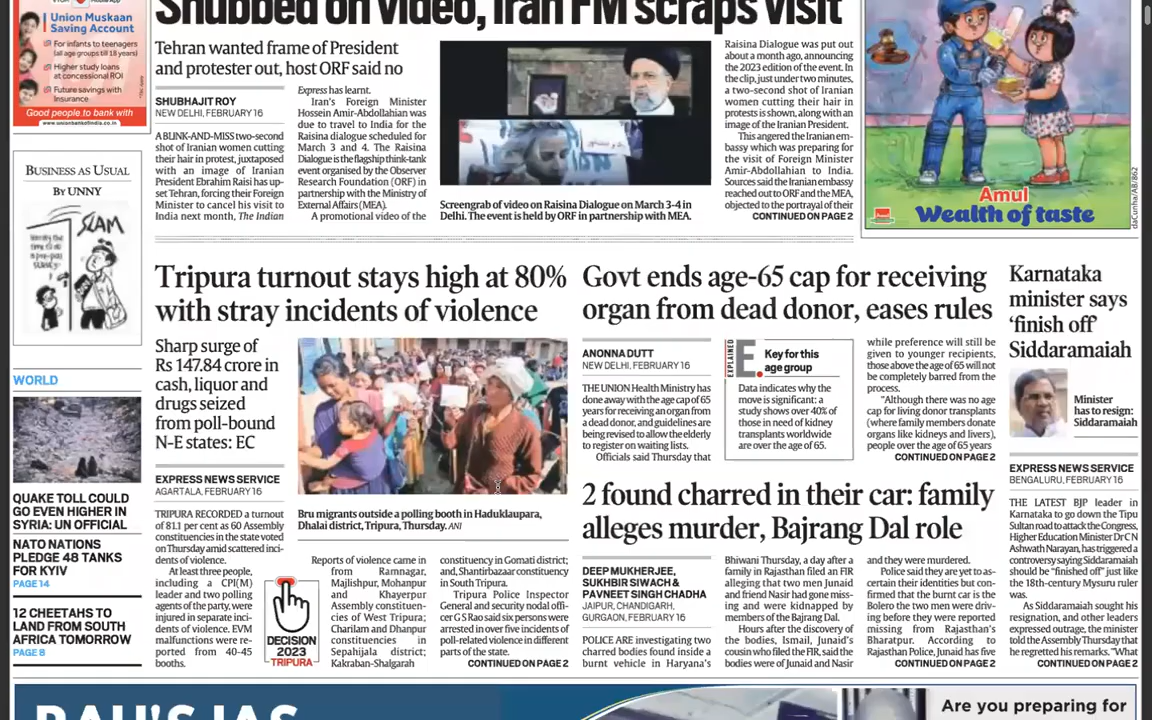 Union Muskaan
Saving Account
For infants to teenagers
(all age groups till 18 years)
Higher study loans
at concessional ROI
Future savings with
Insurance
Good people to bank with
www.unionbankofindia.co.in
BUSINESS AS USUAL
BY UNNY
SLAM
WORLD
QUAKE TOLL COULD
GO EVEN HIGHER IN
SYRIA: UN OFFICIAL
NATO NATIONS
PLEDGE 48 TANKS
FOR KYIV
PAGE 14
12 CHEETAHS TO
LAND FROM SOUTH
AFRICA TOMORROW
PAGE 8
Snubbed on video, Iran FM scraps visit
Tehran wanted frame of President
and protester out, host ORF said no
SHUBHAJIT ROY
NEW DELHI, FEBRUARY 16
A BLINK-AND-MISS two-second
shot of Iranian women cutting
their hair in protest, juxtaposed
with an image of Iranian
President Ebrahim Raisi has up-
set Tehran, forcing their Foreign
Minister to cancel his visit to
India next month, The Indian
Express has learnt.
Iran's Foreign Minister
Hossein Amir-Abdollahian was
due to travel to India for the
Raisina dialogue scheduled for
March 3 and 4. The Raisina
Dialogue is the flagship think-tank
event organised by the Observer
Research Foundation (ORF) in
partnership with the Ministry of
External Affairs (MEA).
A promotional video of the
Screengrab of video on Raisina Dialogue on March 3-4 in
Delhi. The event is held by ORF in partnership with MEA.
Raisina Dialogue was put out
about a month ago, announcing
the 2023 edition of the event. In
the clip, just under two minutes,
a two-second shot of Iranian
women cutting their hair in
protests is shown, along with an
image of the Iranian President.
This angered the Iranian em-
bassy which was preparing for
the visit of Foreign Minister
Amir-Abdollahian to India.
Sources said the Iranian embassy
reached out to ORF and the MEA,
objected to the portrayal of their
CONTINUED ON PAGE 2
Amul
Wealth of taste
daCunha/AB/862
Tripura turnout stays high at 80%
with stray incidents of violence
Sharp surge of
Rs 147.84 crore in
cash, liquor and
drugs seized
from poll-bound
N-E states: EC
EXPRESS NEWS SERVICE
AGARTALA, FEBRUARY 16
TRIPURA RECORDED a turnout
of 81.1 per cent as 60 Assembly
constituencies in the state voted
on Thursday amid scattered inci-
dents of violence.
At least three people,
including a CPI(M)
leader and two polling
agents of the party, were
injured in separate inci-
dents of violence. EVM
malfunctions were re-
ported from 40-45
booths.
Bru migrants outside a polling booth in Haduklaupara,
Dhalai district, Tripura, Thursday. ANI
DECISION
2023
TRIPURA
Reports of violence came in
from Ramnagar,
Majlishpur, Mohanpur
and Khayerpur
Assembly constituen-
cies of West Tripura;
Charilam and Dhanpur
constituencies in
Sepahijala district;
Kakraban-Shalgarh
constituency in Gomati district;
and, Shantirbazaar constituency
in South Tripura.
Tripura Police Inspector
General and security nodal offi-
cer G S Rao said six persons were
arrested in over five incidents of
poll-related violence in different
parts of the state.
CONTINUED ON PAGE 2
Govt ends age-65 cap for receiving
organ from dead donor, eases rules
ANONNA DUTT
NEW DELHI, FEBRUARY 16
THE UNION Health Ministry has
done away with the age cap of 65
years for receiving an organ from
a dead donor, and guidelines are
being revised to allow the elderly
to register on waiting lists.
Officials said Thursday that
EXPLAINED
E.
Key for this
age group
Data indicates why the
move is significant: a
study shows over 40% of
those in need of kidney
transplants worldwide
are over the age of 65.
while preference will still be
given to younger recipients,
those above the age of 65 will not
be completely barred from the
process.
"Although there was no age
cap for living donor transplants
(where family members donate
organs like kidneys and livers),
people over the age of 65 years
CONTINUED ON PAGE 2
2 found charred in their car: family
alleges murder, Bajrang Dal role
DEEP MUKHERJEE,
SUKHBIR SIWACH &
PAVNEET SINGH CHADHA
JAIPUR, CHANDIGARH,
GURGAON, FEBRUARY 16
POLICE ARE investigating two
charred bodies found inside a
burnt vehicle in Haryana's
Bhiwani Thursday, a day after a
family in Rajasthan filed an FIR
alleging that two men Junaid
and friend Nasir had gone miss-
ing and were kidnapped by
members of the Bajrang Dal.
Hours after the discovery
of the bodies, Ismail, Junaid's
cousin who filed the FIR, said the
bodies were of Junaid and Nasir
and they were murdered.
Police said they are yet to as-
certain their identities but con-
firmed that the burnt car is the
Bolero the two men were driv-
ing before they were reported
missing from Rajasthan's
Bharatpur. According to
Rajasthan Police, Junaid has five
CONTINUED ON PAGE 2
Karnataka
minister says
'finish off'
Siddaramaiah
Minister
has to resign:
Siddaramaiah
EXPRESS NEWS SERVICE
BENGALURU, FEBRUARY 16
THE LATEST BJP leader in
Karnataka to go down the Tipu
Sultan road to attack the Congress,
Higher Education Minister Dr C N
Ashwath Narayan, has triggered a
controversy saying Siddaramaiah
should be "finished off" just like
the 18th-century Mysuru ruler
was.
As Siddaramaiah sought his
resignation, and other leaders
expressed outrage, the minister
told the Assembly Thursday that
he regretted his remarks. "What
CONTINUED ON PAGE 2
RAU'S IAS
Are you preparing for